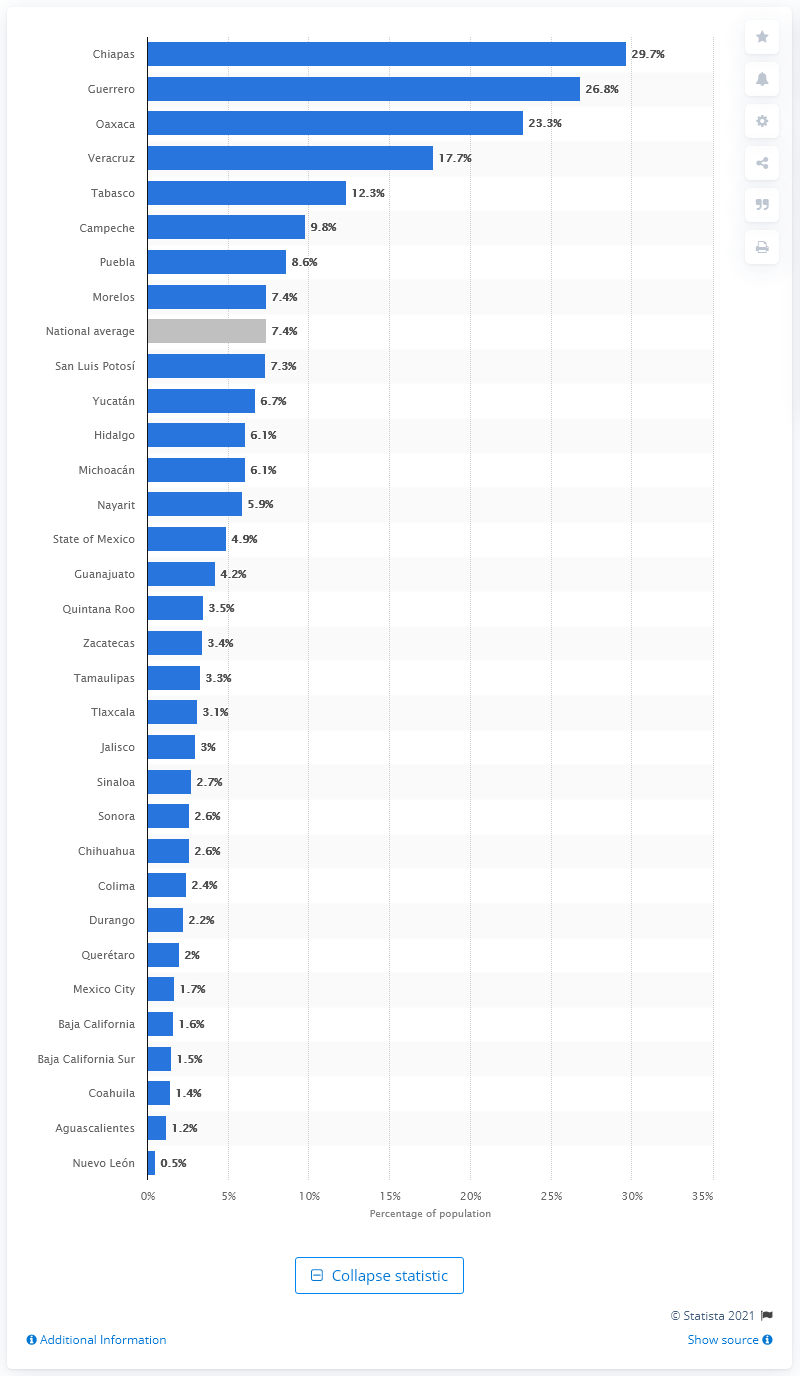 Chiapas 29.7%
Guerrero 26.8%
Oaxaca 23.3%
Veracruz 17.7%
Tabasco 12.3%
Campeche 9.8%
Puebla 8.6%
Morelos 7.4%
National average 7.4%
San Luis Potosí 7.3%
Yucatán 6.7%
Hidalgo 6.1%
Michoacán 6.1%
Nayarit 5.9%
State of Mexico 4.9%
Guanajuato 4.2%
Quintana Roo 3.5%
Zacatecas 3.4%
Tamaulipas 3.3%
Tlaxcala 3.1%
Jalisco 3%
Sinaloa 2.7%
Sonora 2.6%
Chihuahua 2.6%
Colima 2.4%
Durango 2.2%
Querétaro 2%
Mexico City 1.7%
Baja California 1.6%
Baja California Sur 1.5%
Coahuila 1.4%
Aguascalientes 1.2%
Nuevo León 0.5%
0% 5% 10% 15% 20% 25% 30% 35%
Percentage of population
Collapse statistic
© Statista 2021
Additional Information Show source